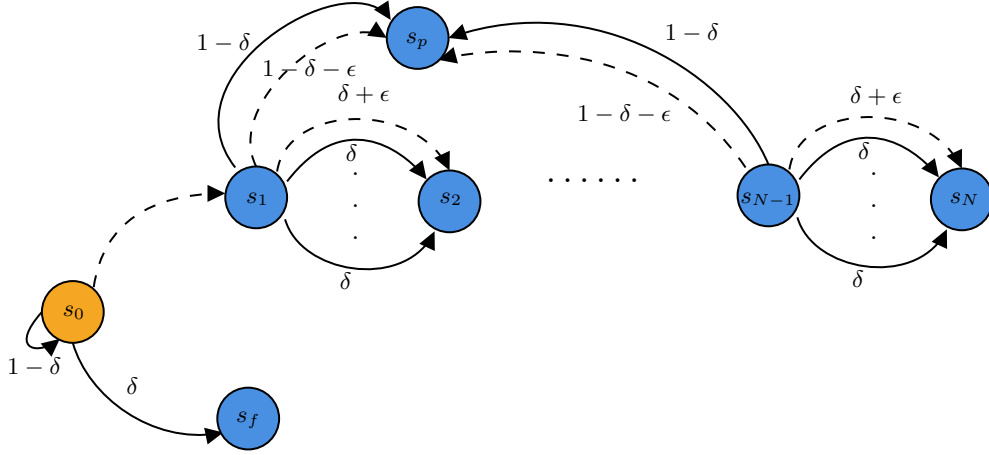 s_p
1 − δ
1 − δ
1 − δ − ϵ
δ + ϵ
δ + ϵ
1 − δ − ϵ
δ
δ
s_1
s_2
· · · · · ·
s_{N−1}
s_N
δ
δ
s_0
1 − δ
δ
s_f